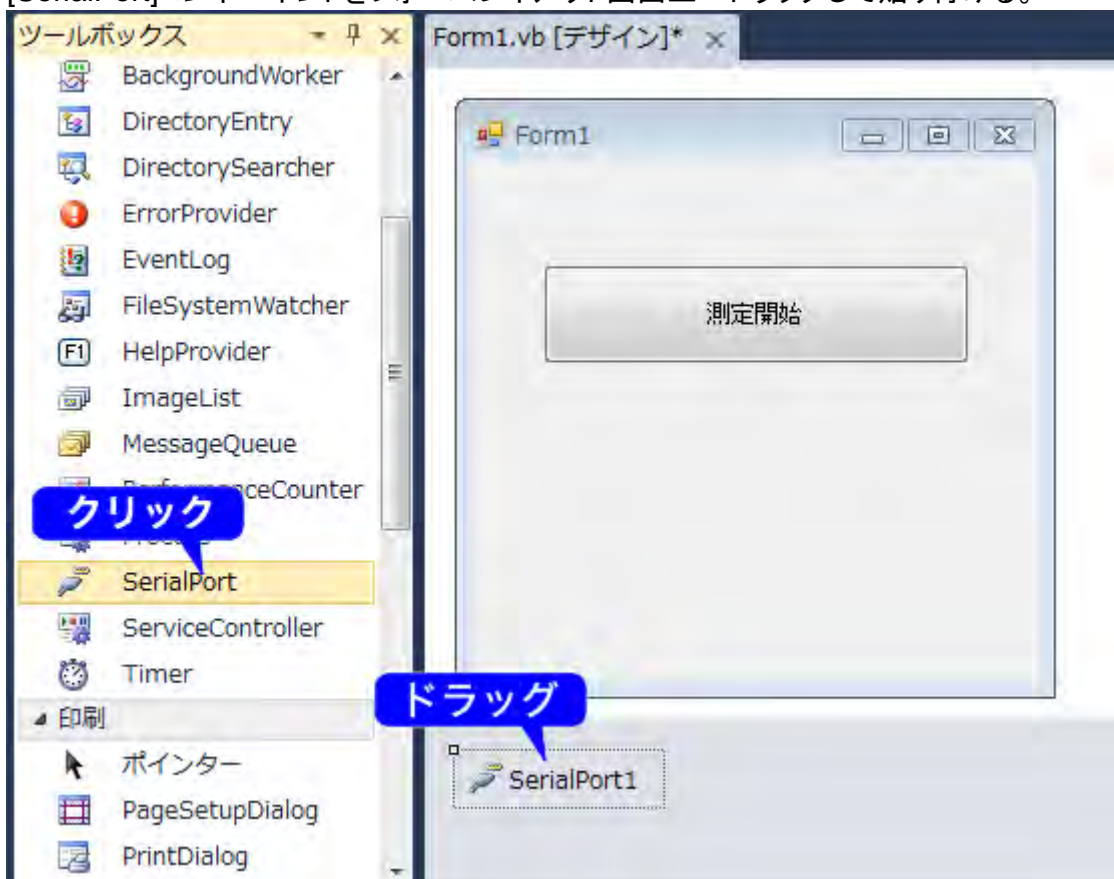 ツールボックス
BackgroundWorker
DirectoryEntry
DirectorySearcher
ErrorProvider
EventLog
FileSystemWatcher
HelpProvider
ImageList
MessageQueue
クリック
SerialPort
ServiceController
Timer
印刷
ポインター
PageSetupDialog
PrintDialog
Form1.vb [デザイン]*
Form1
測定開始
ドラッグ
SerialPort1